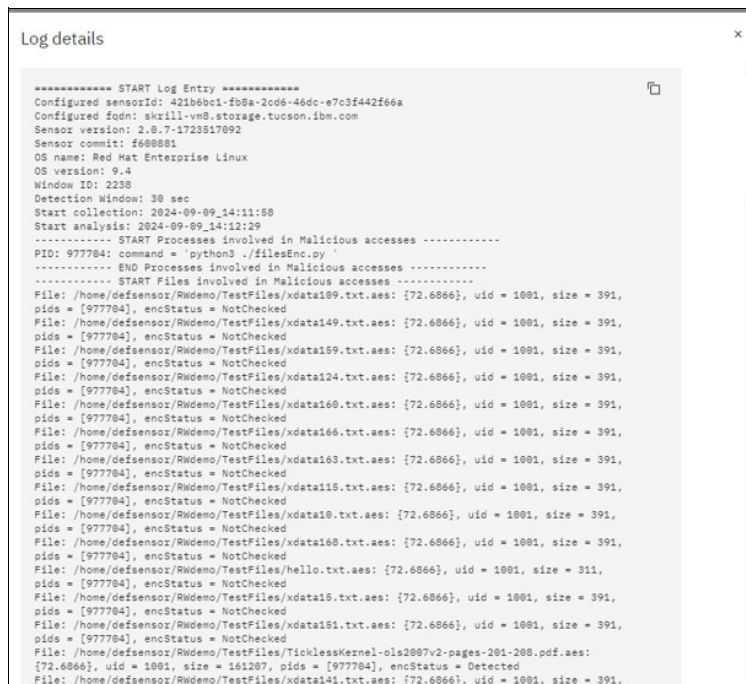 Log details
×
============ START Log Entry ============
Configured sensorId: 421b6bc1-fb8a-2cd6-46dc-e7c3f442f66a
Configured fqdn: skrill-vm8.storage.tucson.ibm.com
Sensor version: 2.0.7-1723517092
Sensor commit: f600881
OS name: Red Hat Enterprise Linux
OS version: 9.4
Window ID: 2238
Detection Window: 30 sec
Start collection: 2024-09-09_14:11:58
Start analysis: 2024-09-09_14:12:29
------------ START Processes involved in Malicious accesses ------------
PID: 977704: command = `python3 ./filesEnc.py `
------------ END Processes involved in Malicious accesses ------------
------------ START Files involved in Malicious accesses ------------
File: /home/defsensor/RWdemo/TestFiles/xdata109.txt.aes: {72.6866}, uid = 1001, size = 391,
pids = [977704], encStatus = NotChecked
File: /home/defsensor/RWdemo/TestFiles/xdata149.txt.aes: {72.6866}, uid = 1001, size = 391,
pids = [977704], encStatus = NotChecked
File: /home/defsensor/RWdemo/TestFiles/xdata159.txt.aes: {72.6866}, uid = 1001, size = 391,
pids = [977704], encStatus = NotChecked
File: /home/defsensor/RWdemo/TestFiles/xdata124.txt.aes: {72.6866}, uid = 1001, size = 391,
pids = [977704], encStatus = NotChecked
File: /home/defsensor/RWdemo/TestFiles/xdata160.txt.aes: {72.6866}, uid = 1001, size = 391,
pids = [977704], encStatus = NotChecked
File: /home/defsensor/RWdemo/TestFiles/xdata166.txt.aes: {72.6866}, uid = 1001, size = 391,
pids = [977704], encStatus = NotChecked
File: /home/defsensor/RWdemo/TestFiles/xdata163.txt.aes: {72.6866}, uid = 1001, size = 391,
pids = [977704], encStatus = NotChecked
File: /home/defsensor/RWdemo/TestFiles/xdata115.txt.aes: {72.6866}, uid = 1001, size = 391,
pids = [977704], encStatus = NotChecked
File: /home/defsensor/RWdemo/TestFiles/xdata10.txt.aes: {72.6866}, uid = 1001, size = 391,
pids = [977704], encStatus = NotChecked
File: /home/defsensor/RWdemo/TestFiles/xdata168.txt.aes: {72.6866}, uid = 1001, size = 391,
pids = [977704], encStatus = NotChecked
File: /home/defsensor/RWdemo/TestFiles/hello.txt.aes: {72.6866}, uid = 1001, size = 311,
pids = [977704], encStatus = NotChecked
File: /home/defsensor/RWdemo/TestFiles/xdata15.txt.aes: {72.6866}, uid = 1001, size = 391,
pids = [977704], encStatus = NotChecked
File: /home/defsensor/RWdemo/TestFiles/xdata151.txt.aes: {72.6866}, uid = 1001, size = 391,
pids = [977704], encStatus = NotChecked
File: /home/defsensor/RWdemo/TestFiles/TicklessKernel-ols2007v2-pages-201-208.pdf.aes:
{72.6866}, uid = 1001, size = 161207, pids = [977704], encStatus = Detected
File: /home/defsensor/RWdemo/TestFiles/xdata141.txt.aes: {72.6866}, uid = 1001, size = 391,